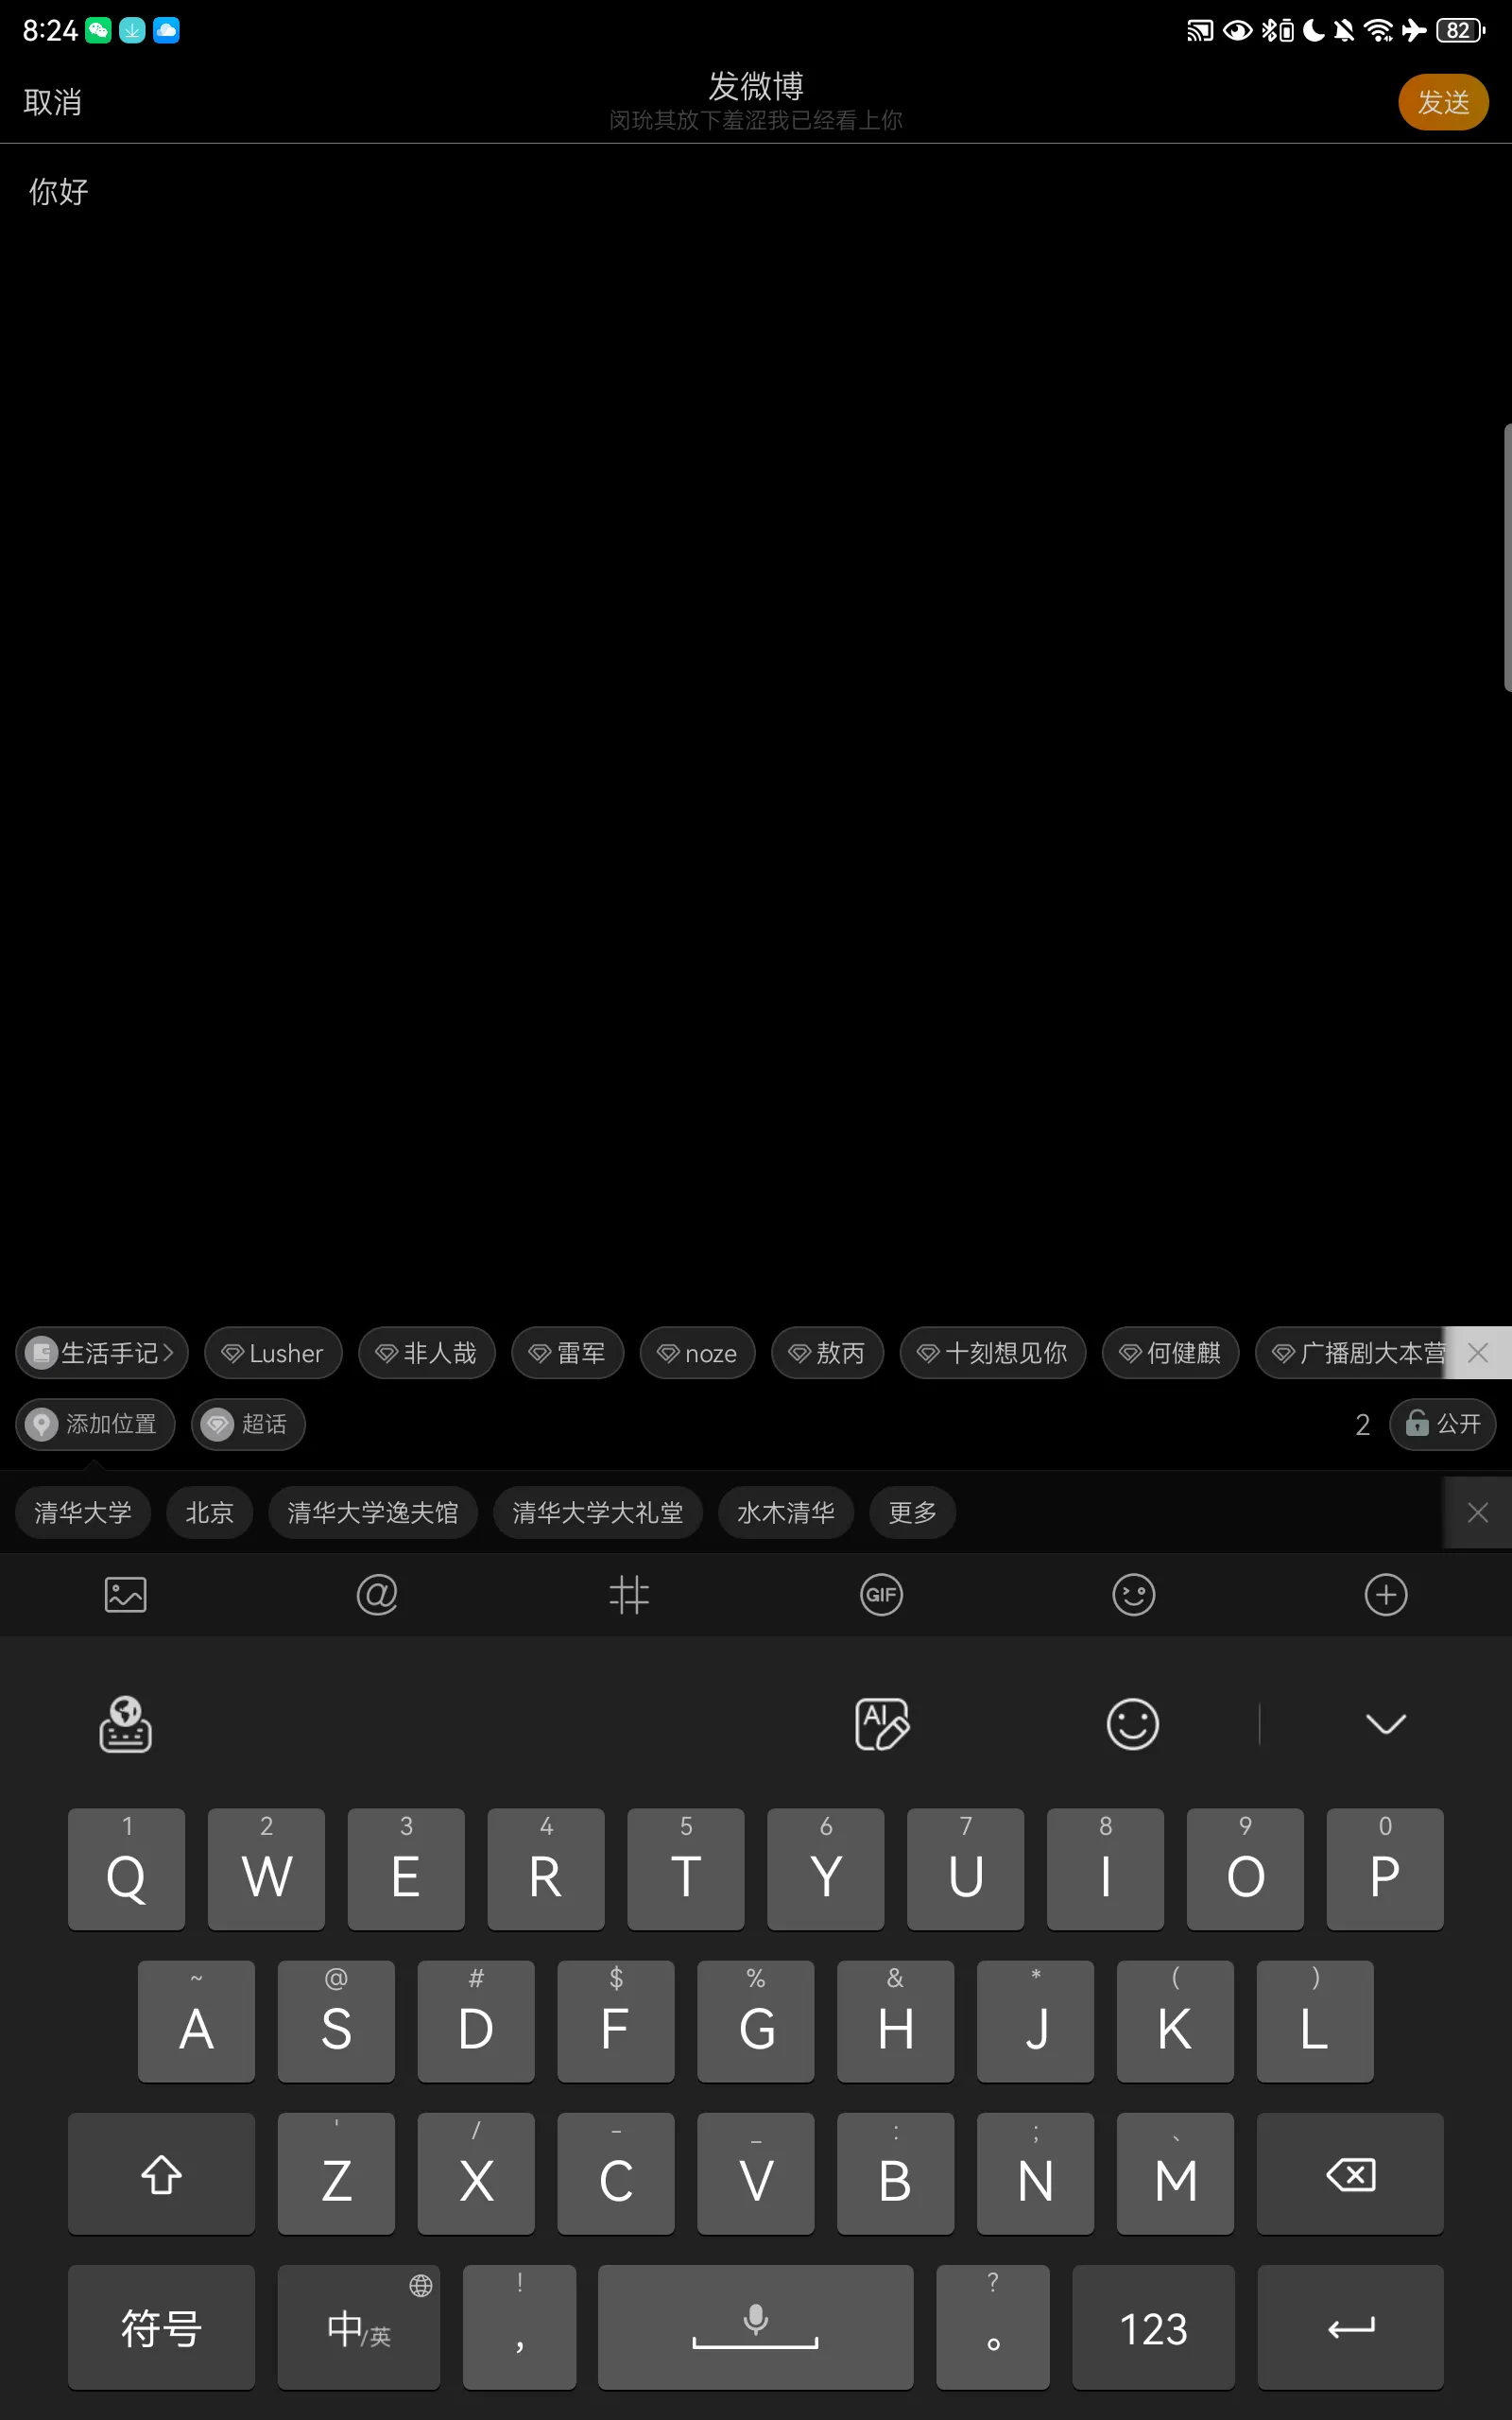 8:24 82
取消 发微博 发送
闵玧其放下羞涩我已经看上你
你好
生活手记 Lusher 非人哉 雷军 noze 敖丙 十刻想见你 何健麒 广播剧大本营
添加位置 超话 2 公开
清华大学 北京 清华大学逸夫馆 清华大学大礼堂 水木清华 更多
@ GIF
AI
1 2 3 4 5 6 7 8 9 0
Q W E R T Y U I O P
~ @ # $ % & * ( )
A S D F G H J K L
' / - _ : ; 、
Z X C V B N M
! ?
符号 中/英 , 。 123